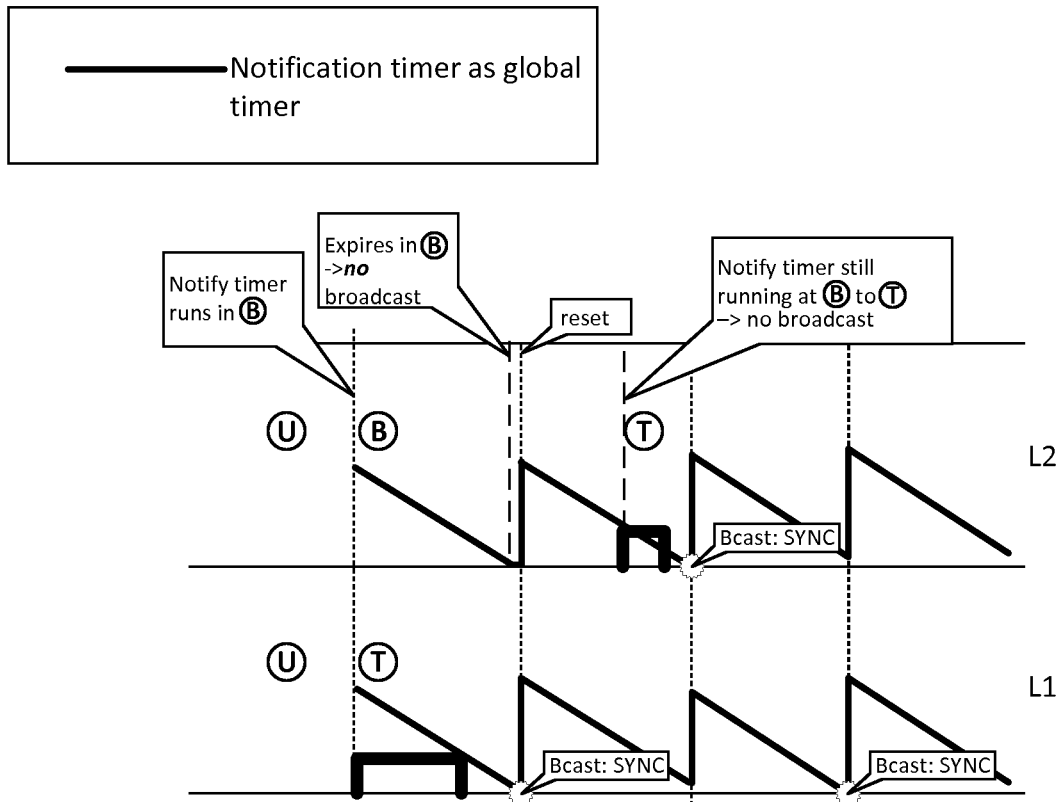 Notification timer as global
timer
Expires in B
->no
broadcast
Notify timer
runs in B
reset
Notify timer still
running at B to T
–> no broadcast
U B T
L2
Bcast: SYNC
U T
L1
Bcast: SYNC
Bcast: SYNC